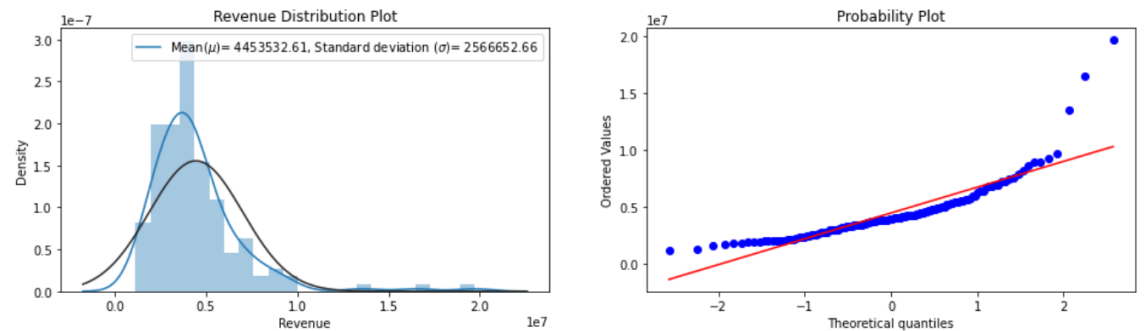 Revenue Distribution Plot
1e−7
Mean(μ)= 4453532.61, Standard deviation (σ)= 2566652.66
3.0
2.5
2.0
1.5
1.0
0.5
0.0
Density
0.0 0.5 1.0 1.5 2.0
1e7
Revenue
Probability Plot
1e7
2.0
1.5
1.0
0.5
0.0
Ordered Values
−2 −1 0 1 2
Theoretical quantiles